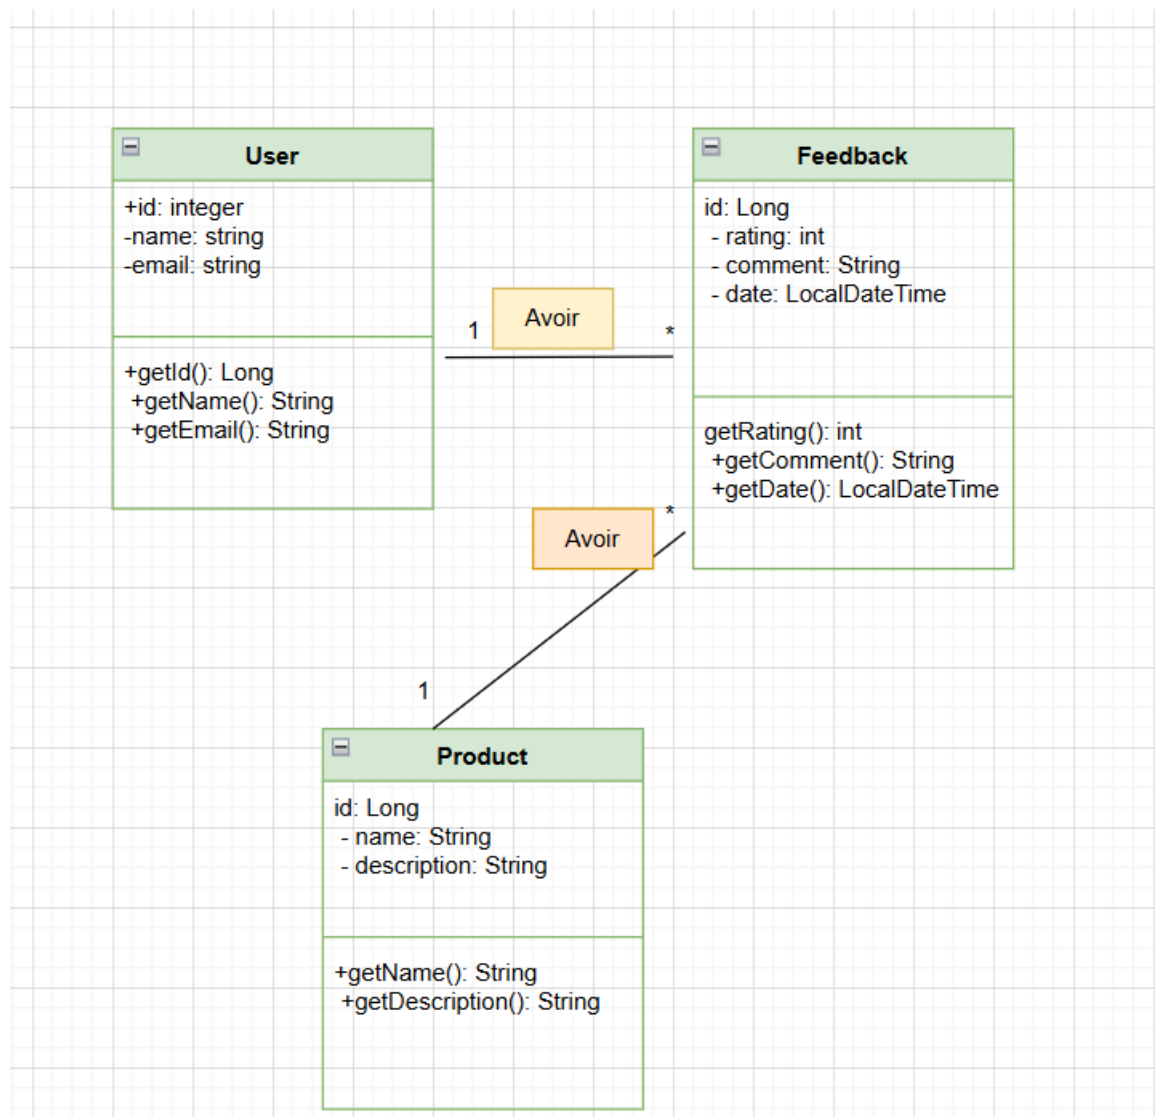 User
+id: integer
-name: string
-email: string
+getId(): Long
+getName(): String
+getEmail(): String
1
Avoir
*
Feedback
id: Long
- rating: int
- comment: String
- date: LocalDateTime
getRating(): int
+getComment(): String
+getDate(): LocalDateTime
*
Avoir
1
Product
id: Long
- name: String
- description: String
+getName(): String
+getDescription(): String